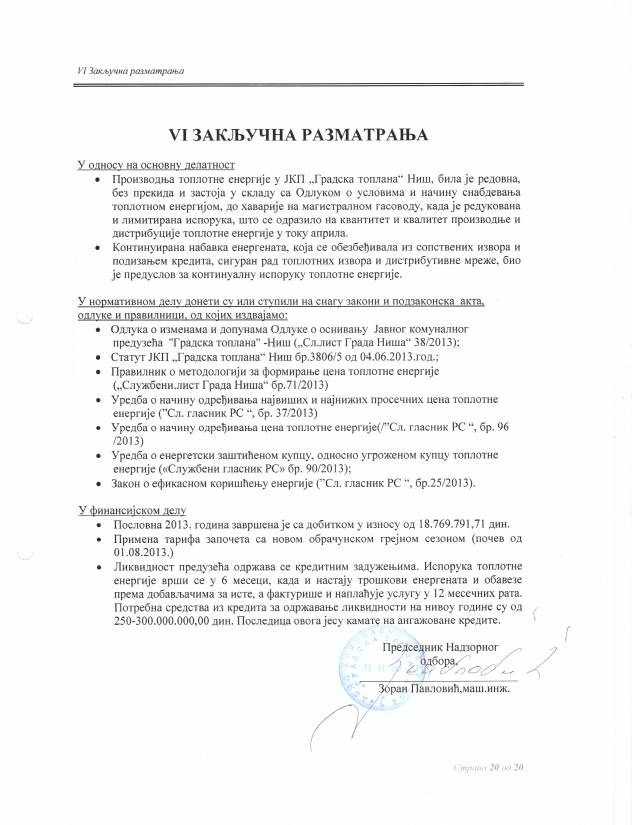 VI Закључна разматрања
VI ЗАКЉУЧНА РАЗМАТРАЊА
У односу на основну делатност
• Производња топлотне енергије у ЈКП „Градска топлана“ Ниш, била је редовна,
без прекида и застоја у складу са Одлуком о условима и начину снабдевања
топлотном енергијом, до хаварије на магистралном гасоводу, када је редукована
и лимитирана испорука, што се одразило на квантитет и квалитет производње и
дистрибуције топлотне енергије у току априла.
• Континуирана набавка енергената, која се обезбеђивала из сопствених извора и
подизањем кредита, сигуран рад топлотних извора и дистрибутивне мреже, био
је предуслов за континуалну испоруку топлотне енергије.
У нормативном делу донети су или ступили на снагу закони и подзаконска акта,
одлуке и правилници, од којих издвајамо:
• Одлука о изменама и допунама Одлуке о оснивању Јавног комуналног
предузећа "Градска топлана" -Ниш („Сл.лист Града Ниша“ 38/2013);
• Статут ЈКП „Градска топлана“ Ниш бр.3806/5 од 04.06.2013.год.;
• Правилник о методологији за формирање цена топлотне енергије
(„Службени.лист Града Ниша“ бр.71/2013)
• Уредба о начину одређивања највиших и најнижих просечних цена топлотне
енергије (”Сл. гласник РС “, бр. 37/2013)
• Уредба о начину одређивања цена топлотне енергије(/”Сл. гласник РС “, бр. 96
/2013)
• Уредба о енергетски заштићеном купцу, односно угроженом купцу топлотне
енергије («Службени гласник РС» бр. 90/2013);
• Закон о ефикасном коришћењу енергије (”Сл. гласник РС “, бр.25/2013).
У финансијском делу
• Пословна 2013. година завршена је са добитком у износу од 18.769.791,71 дин.
• Примена тарифа започета са новом обрачунском грејном сезоном (почев од
01.08.2013.)
• Ликвидност предузећа одржава се кредитним задужењима. Испорука топлотне
енергије врши се у 6 месеци, када и настају трошкови енергената и обавезе
према добављачима за исте, а фактурише и наплаћује услугу у 12 месечних рата.
Потребна средства из кредита за одржавање ликвидности на нивоу године су од
250-300.000.000,00 дин. Последица овога јесу камате на ангажоване кредите.
Председник Надзорног
одбора,
Зоран Павловић,маш.инж.
НИШ
Страна 20 од 20